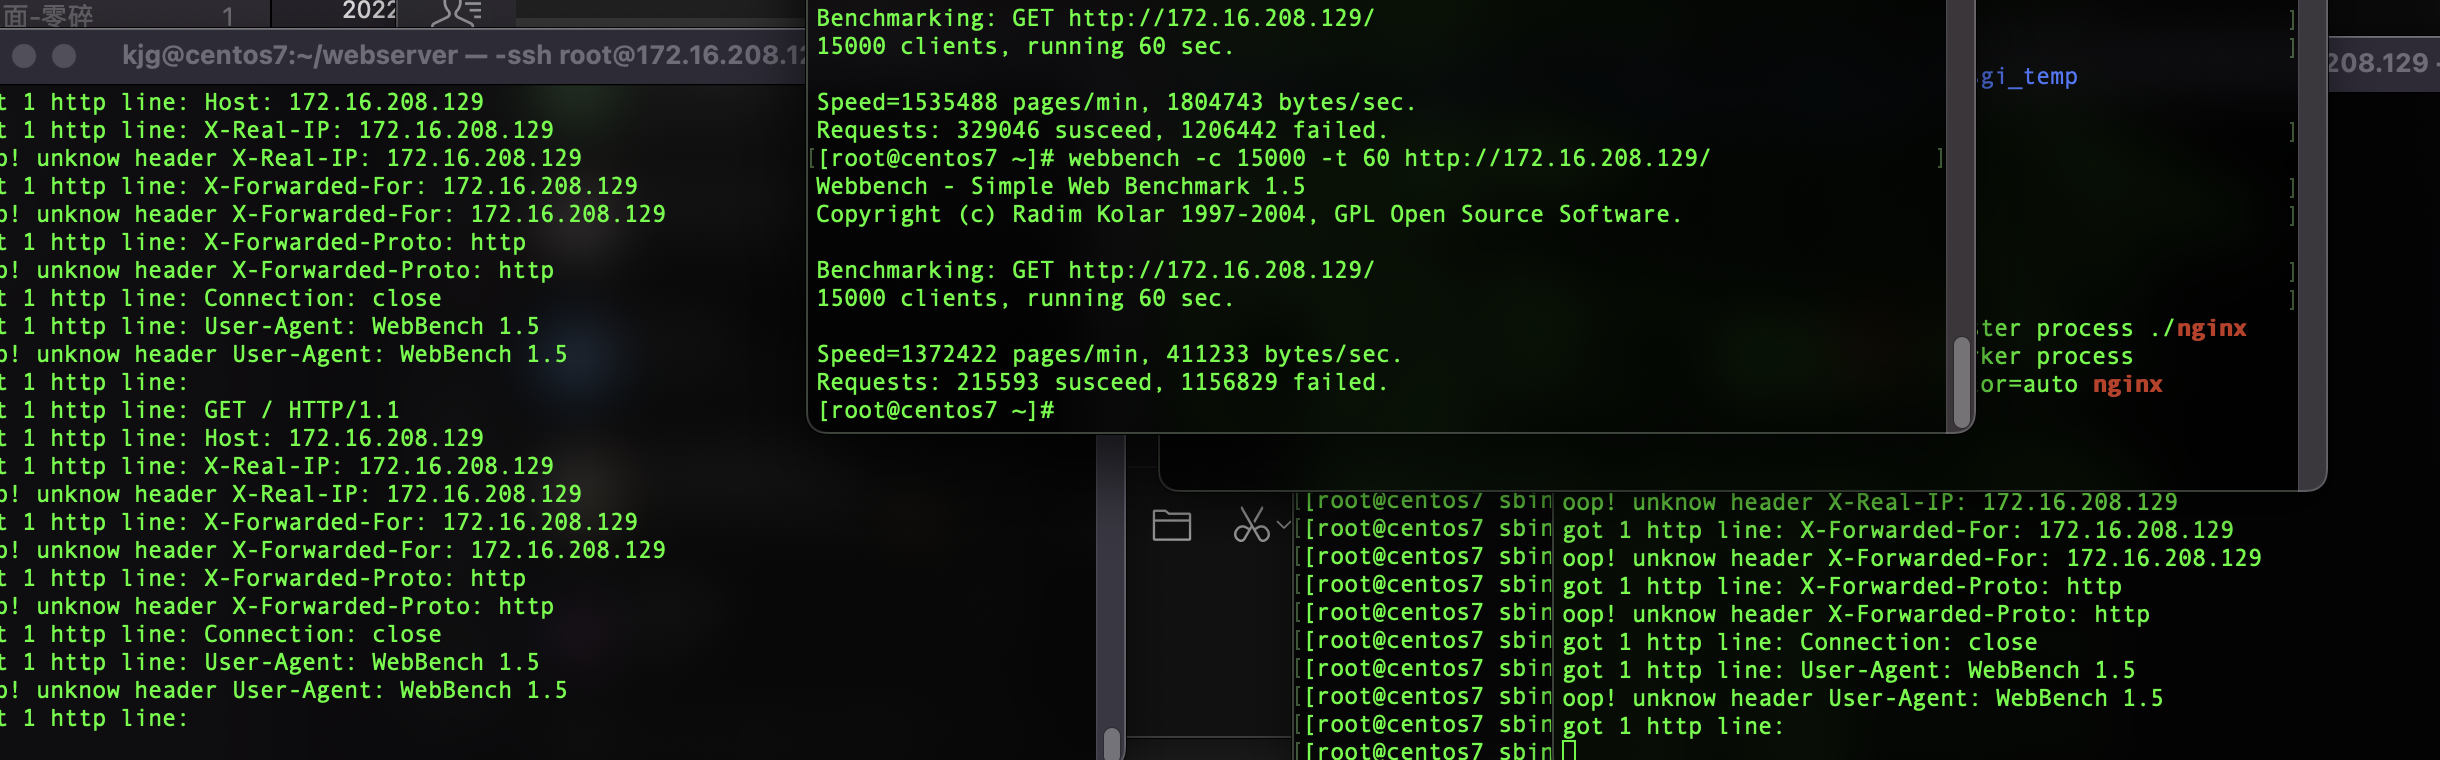 面-零碎 1 2022
kjg@centos7:~/webserver — -ssh root@172.16.208.12
t 1 http line: Host: 172.16.208.129
t 1 http line: X-Real-IP: 172.16.208.129
p! unknow header X-Real-IP: 172.16.208.129
t 1 http line: X-Forwarded-For: 172.16.208.129
p! unknow header X-Forwarded-For: 172.16.208.129
t 1 http line: X-Forwarded-Proto: http
p! unknow header X-Forwarded-Proto: http
t 1 http line: Connection: close
t 1 http line: User-Agent: WebBench 1.5
p! unknow header User-Agent: WebBench 1.5
t 1 http line:
t 1 http line: GET / HTTP/1.1
t 1 http line: Host: 172.16.208.129
t 1 http line: X-Real-IP: 172.16.208.129
p! unknow header X-Real-IP: 172.16.208.129
t 1 http line: X-Forwarded-For: 172.16.208.129
p! unknow header X-Forwarded-For: 172.16.208.129
t 1 http line: X-Forwarded-Proto: http
p! unknow header X-Forwarded-Proto: http
t 1 http line: Connection: close
t 1 http line: User-Agent: WebBench 1.5
p! unknow header User-Agent: WebBench 1.5
t 1 http line:
Benchmarking: GET http://172.16.208.129/
15000 clients, running 60 sec.
Speed=1535488 pages/min, 1804743 bytes/sec.
Requests: 329046 susceed, 1206442 failed.
[[root@centos7 ~]# webbench -c 15000 -t 60 http://172.16.208.129/ ]
Webbench - Simple Web Benchmark 1.5
Copyright (c) Radim Kolar 1997-2004, GPL Open Source Software.
Benchmarking: GET http://172.16.208.129/
15000 clients, running 60 sec.
Speed=1372422 pages/min, 411233 bytes/sec.
Requests: 215593 susceed, 1156829 failed.
[root@centos7 ~]#
]
]
gi_temp
]
]
]
]
]
ter process ./nginx
ker process
or=auto nginx
208.129
[[root@centos7 sbin
[[root@centos7 sbin
[[root@centos7 sbin
[[root@centos7 sbin
[[root@centos7 sbin
[[root@centos7 sbin
[[root@centos7 sbin
[[root@centos7 sbin
[[root@centos7 sbin
[[root@centos7 sbin
oop! unknow header X-Real-IP: 172.16.208.129
got 1 http line: X-Forwarded-For: 172.16.208.129
oop! unknow header X-Forwarded-For: 172.16.208.129
got 1 http line: X-Forwarded-Proto: http
oop! unknow header X-Forwarded-Proto: http
got 1 http line: Connection: close
got 1 http line: User-Agent: WebBench 1.5
oop! unknow header User-Agent: WebBench 1.5
got 1 http line: